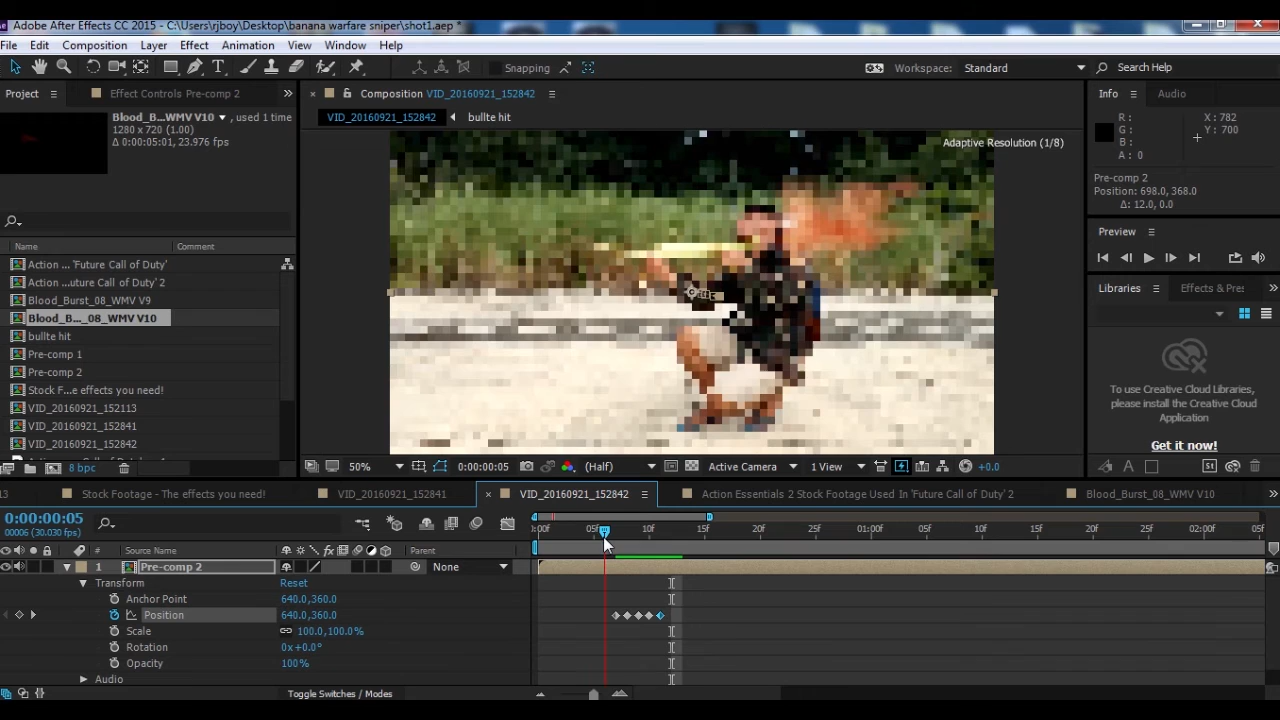 Adobe After Effects CC 2015 - C:\Users\rjboy\Desktop\banana warfare sniper\shot1.aep *
File Edit Composition Layer Effect Animation View Window Help
Snapping Workspace: Standard Search Help
Project Effect Controls Pre-comp 2 Composition VID_20160921_152842 Info Audio
Blood_B...WMV V10 , used 1 time
1280 x 720 (1.00)
Δ 0:00:05:01, 23.976 fps
VID_20160921_152842 bullte hit
Adaptive Resolution (1/8)
R: X: 782
G: Y: 700
B:
A: 0
Pre-comp 2
Position: 698.0, 368.0
Δ: 12.0, 0.0
Preview
Libraries Effects & Pres
Name Comment
Action ... 'Future Call of Duty'
Action ...uture Call of Duty' 2
Blood_Burst_08_WMV V9
Blood_B..._08_WMV V10
bullte hit
Pre-comp 1
Pre-comp 2
Stock F...e effects you need!
VID_20160921_152113
VID_20160921_152841
VID_20160921_152842
To use Creative Cloud Libraries,
please install the Creative Cloud
Application
Get it now!
8 bpc
50% 0:00:00:05 (Half) Active Camera 1 View +0.0
13 Stock Footage - The effects you need! VID_20160921_152841 VID_20160921_152842 Action Essentials 2 Stock Footage Used In 'Future Call of Duty' 2 Blood_Burst_08_WMV V10
0:00:00:05
00006 (30.030 fps)
:00f 05f 10f 20f 01:00f 05f 10f 20f 02:00f 05f
# Source Name Parent
1 Pre-comp 2 None
Transform Reset
Anchor Point 640.0,360.0
Position 640.0,360.0
Scale 100.0,100.0%
Rotation 0x+0.0°
Opacity 100%
Audio
Toggle Switches / Modes